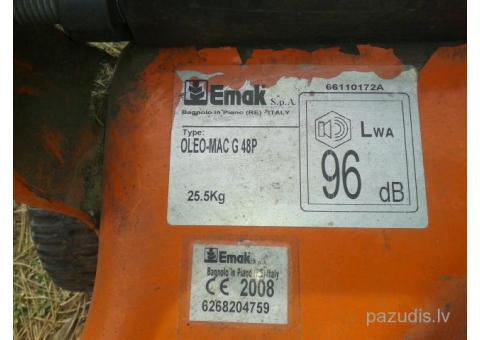 Emak S.p.A.
Bagnolo in Piano (RE) - ITALY
66110172A
Type:
OLEO-MAC G 48P
25.5Kg
LWA
96 dB
Emak S.p.A.
Bagnolo in Piano (RE)-Italy
CE 2008
6268204759
pazudis.lv